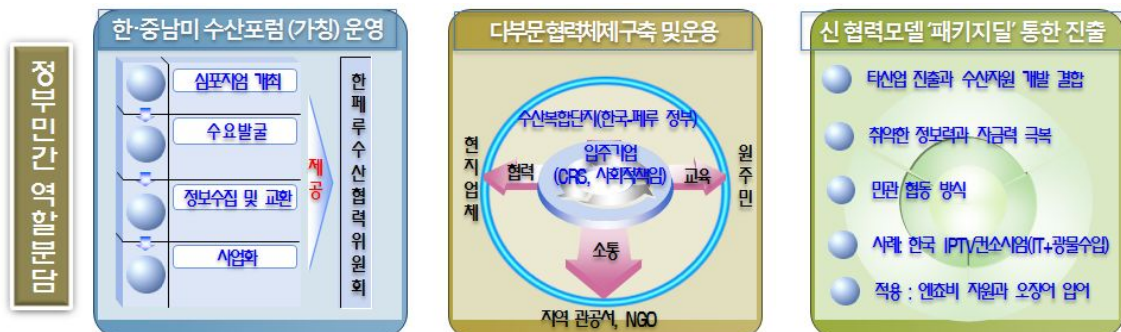 정부민간 역할분담
한·중남미 수산포럼 (가칭) 운영
심포지엄 개최
수요발굴
정보수집 및 교환
사업화
제공
한페루수산협력위원회
다부문협력체제구축 및운용
수산복합단지(한국-페루 정부)
입주기업
(CRS, 사회적책임)
현지업체
협력
교육
원주민
소통
지역 관공서, NGO
신 협력모델 '패키지딜' 통한 진출
타산업 진출과 수산자원 개발 결합
취약한 정보력과 자금력 극복
민관 협동 방식
사례: 한국 IPTV컨소시엄(IT+광물수입)
적용 : 엔쵸비 지원과 오징어 입어